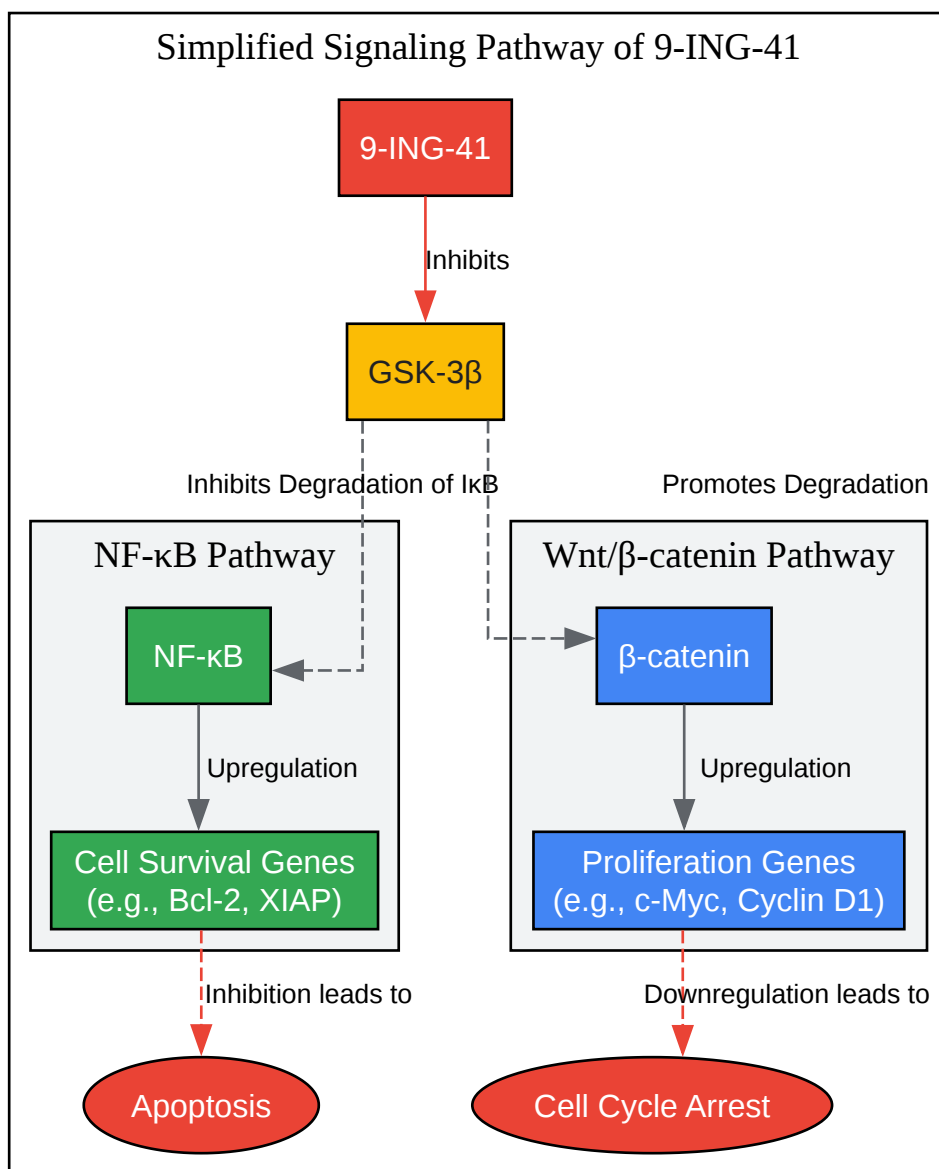 Simplified Signaling Pathway of 9-ING-41
9-ING-41
Inhibits
GSK-3β
Inhibits Degradation of IκB
Promotes Degradation
NF-κB Pathway
Wnt/β-catenin Pathway
NF-κB
β-catenin
Upregulation
Upregulation
Cell Survival Genes
(e.g., Bcl-2, XIAP)
Proliferation Genes
(e.g., c-Myc, Cyclin D1)
Inhibition leads to
Downregulation leads to
Apoptosis
Cell Cycle Arrest